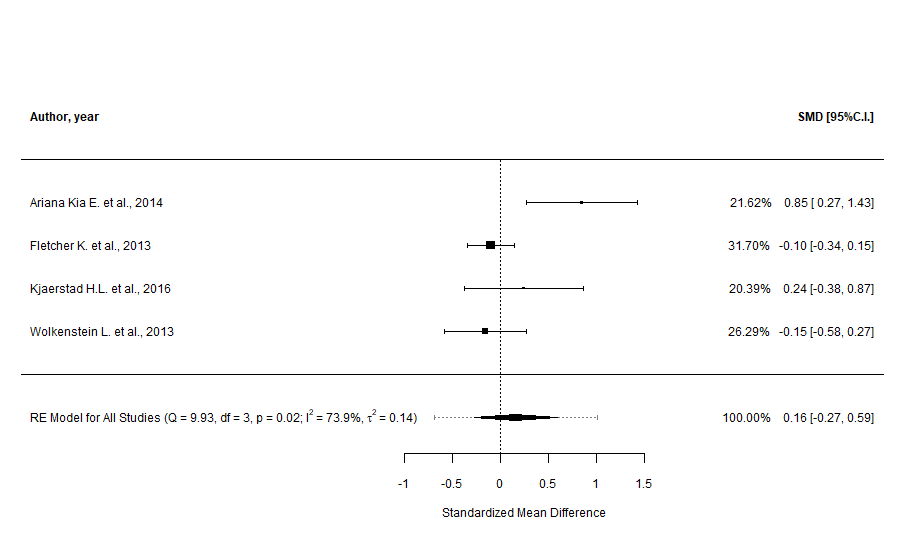 Author, year SMD [95%C.I.]
Ariana Kia E. et al., 2014 21.62% 0.85 [ 0.27, 1.43]
Fletcher K. et al., 2013 31.70% -0.10 [-0.34, 0.15]
Kjaerstad H.L. et al., 2016 20.39% 0.24 [-0.38, 0.87]
Wolkenstein L. et al., 2013 26.29% -0.15 [-0.58, 0.27]
RE Model for All Studies (Q = 9.93, df = 3, p = 0.02; I² = 73.9%, τ² = 0.14) 100.00% 0.16 [-0.27, 0.59]
-1 -0.5 0 0.5 1 1.5
Standardized Mean Difference